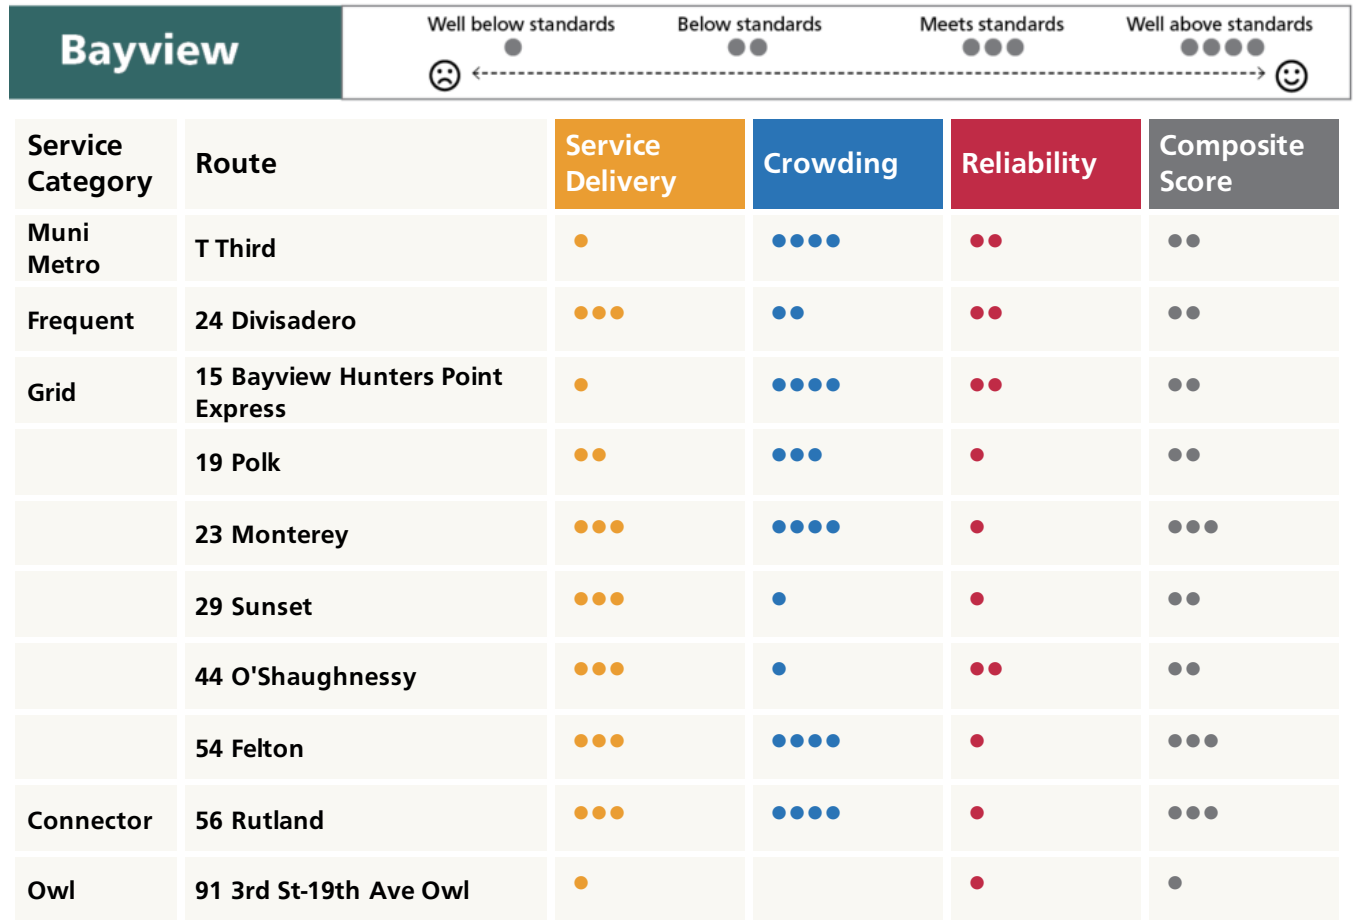 Bayview
Well below standards
Below standards
Meets standards
Well above standards
Service
Category
Route
Service
Delivery
Crowding
Reliability
Composite
Score
Muni
Metro
T Third
Frequent
24 Divisadero
Grid
15 Bayview Hunters Point
Express
19 Polk
23 Monterey
29 Sunset
44 O'Shaughnessy
54 Felton
Connector
56 Rutland
Owl
91 3rd St-19th Ave Owl